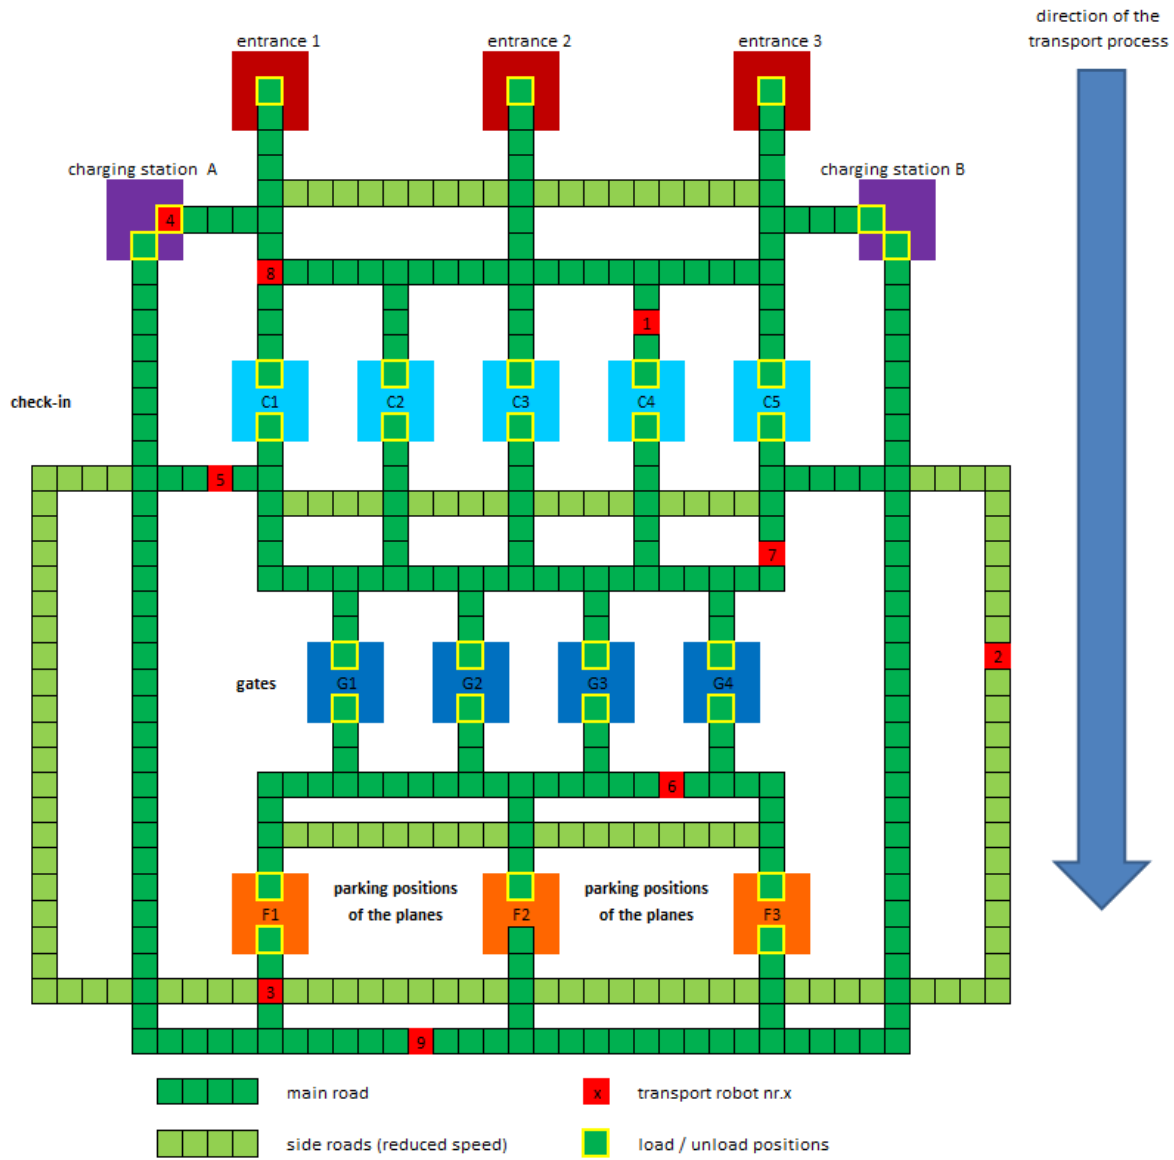 direction of the
transport process
entrance 1
entrance 2
entrance 3
charging station A
charging station B
4
8
1
check-in
C1
C2
C3
C4
C5
5
7
2
gates
G1
G2
G3
G4
6
parking positions
of the planes
parking positions
of the planes
F1
F2
F3
3
9
main road
x
transport robot nr.x
side roads (reduced speed)
load / unload positions